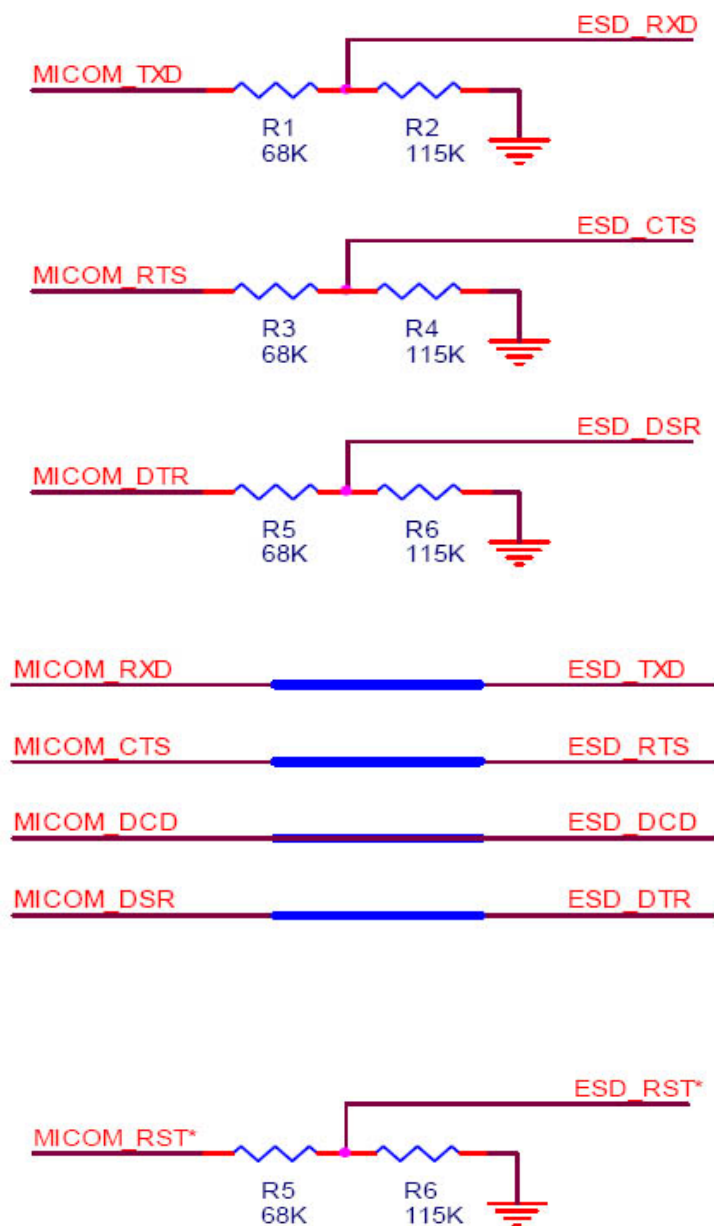 ESD_RXD
MICOM_TXD
R1 R2
68K 115K
ESD_CTS
MICOM_RTS
R3 R4
68K 115K
ESD_DSR
MICOM_DTR
R5 R6
68K 115K
MICOM_RXD ESD_TXD
MICOM_CTS ESD_RTS
MICOM_DCD ESD_DCD
MICOM_DSR ESD_DTR
ESD_RST*
MICOM_RST*
R5 R6
68K 115K